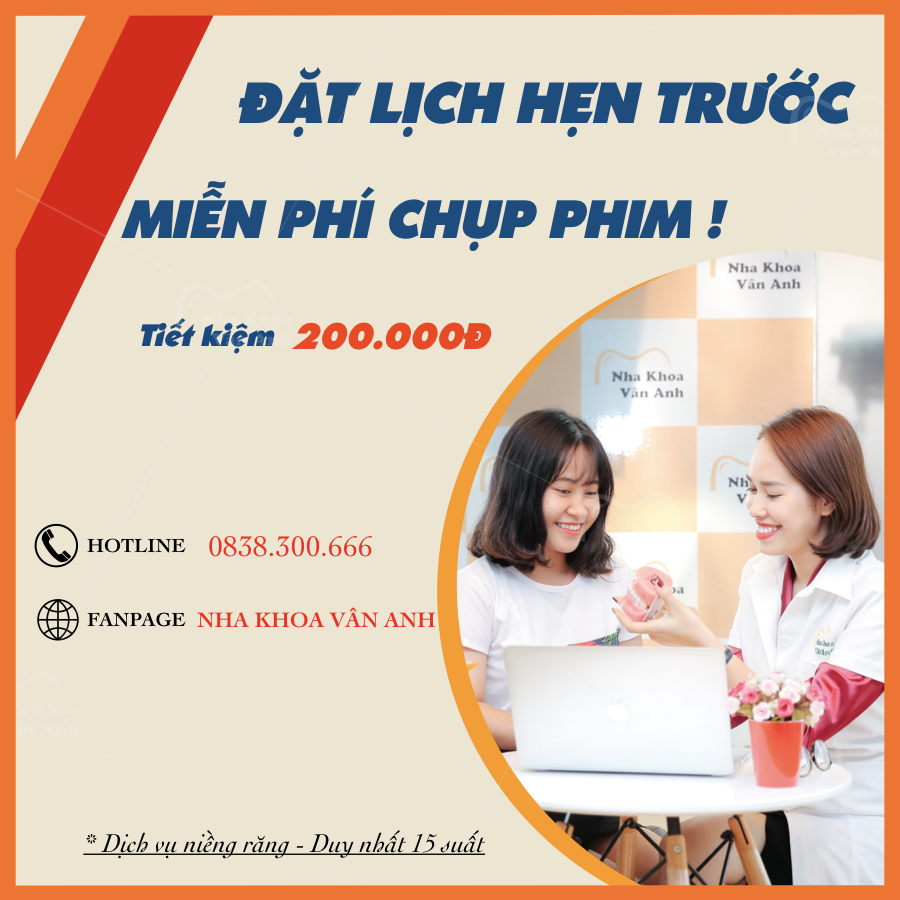 ĐẶT LỊCH HẸN TRƯỚC
MIỄN PHÍ CHỤP PHIM !
Tiết kiệm 200.000Đ
Nha Khoa
Vân Anh
Nha Khoa
Vân Anh
HOTLINE 0838.300.666
FANPAGE NHA KHOA VÂN ANH
* Dịch vụ niềng răng - Duy nhất 15 suất